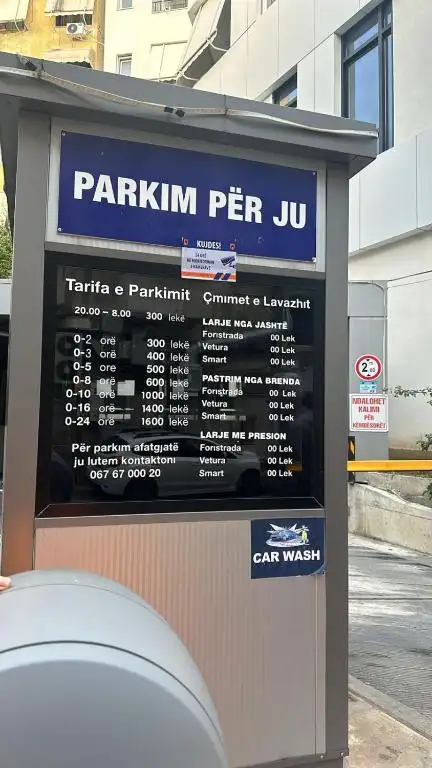 PARKIM PËR JU
KUJDES!
Tarifa e Parkimit
20.00 – 8.00 300 lekë
0-2 orë 300 lekë
0-3 orë 400 lekë
0-5 orë 500 lekë
0-8 orë 600 lekë
0-10 orë 1000 lekë
0-16 orë 1400 lekë
0-24 orë 1600 lekë
Për parkim afatgjatë
ju lutem kontaktoni
067 67 000 20
Çmimet e Lavazhit
LARJE NGA JASHTË
Foristrada 00 Lek
Vetura 00 Lek
Smart 00 Lek
PASTRIM NGA BRENDA
Foristrada 00 Lek
Vetura 00 Lek
Smart 00 Lek
LARJE ME PRESION
Foristrada 00 Lek
Vetura 00 Lek
Smart 00 Lek
CAR WASH
NDALOHET
KALIMI
PËR
KËMBËSORËT